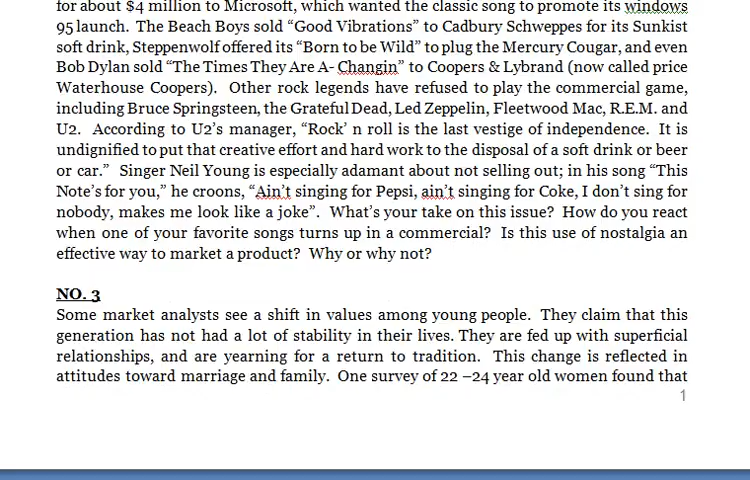 for about $4 million to Microsoft, which wanted the classic song to promote its windows
95 launch.  The Beach Boys sold “Good Vibrations” to Cadbury Schweppes for its Sunkist
soft drink, Steppenwolf offered its “Born to be Wild” to plug the Mercury Cougar, and even
Bob Dylan sold “The Times They Are A- Changin” to Coopers & Lybrand (now called price
Waterhouse Coopers).  Other rock legends have refused to play the commercial game,
including Bruce Springsteen, the Grateful Dead, Led Zeppelin, Fleetwood Mac, R.E.M. and
U2.  According to U2’s manager, “Rock’ n roll is the last vestige of independence.  It is
undignified to put that creative effort and hard work to the disposal of a soft drink or beer
or car.”  Singer Neil Young is especially adamant about not selling out; in his song “This
Note’s for you,” he croons, “Ain’t singing for Pepsi, ain’t singing for Coke, I don’t sing for
nobody, makes me look like a joke”.  What’s your take on this issue?  How do you react
when one of your favorite songs turns up in a commercial?  Is this use of nostalgia an
effective way to market a product?  Why or why not?
NO. 3
Some market analysts see a shift in values among young people.  They claim that this
generation has not had a lot of stability in their lives. They are fed up with superficial
relationships, and are yearning for a return to tradition.  This change is reflected in
attitudes toward marriage and family.  One survey of 22 –24 year old women found that
1